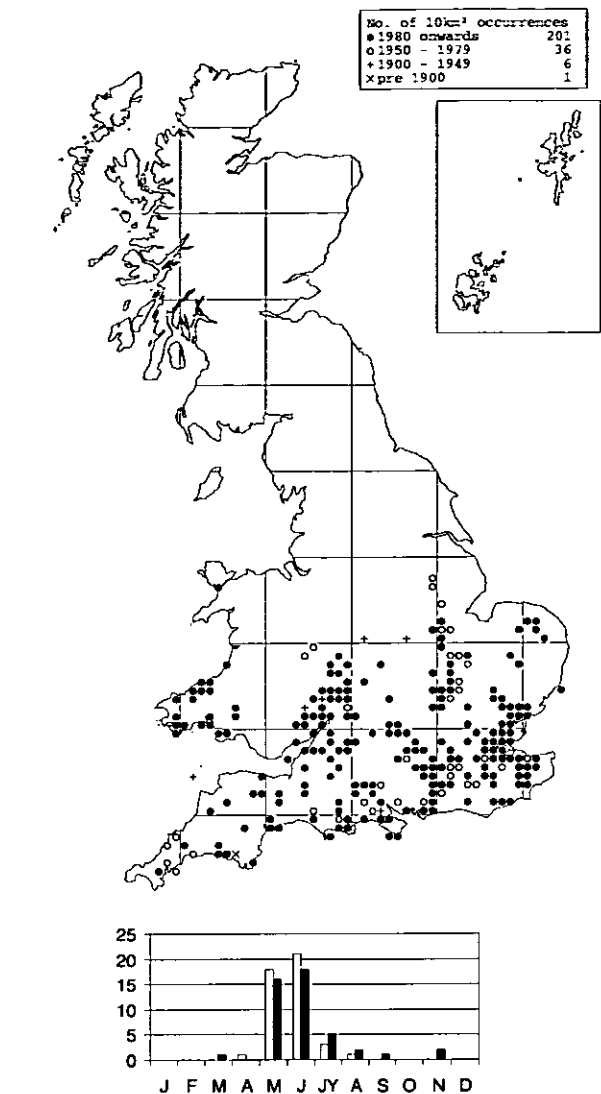 No. of 10km² occurrences
● 1980 onwards 201
o 1950 - 1979 36
+ 1900 - 1949 6
x pre 1900 1
25
20
15
10
5
0
J F M A M J JY A S O N D